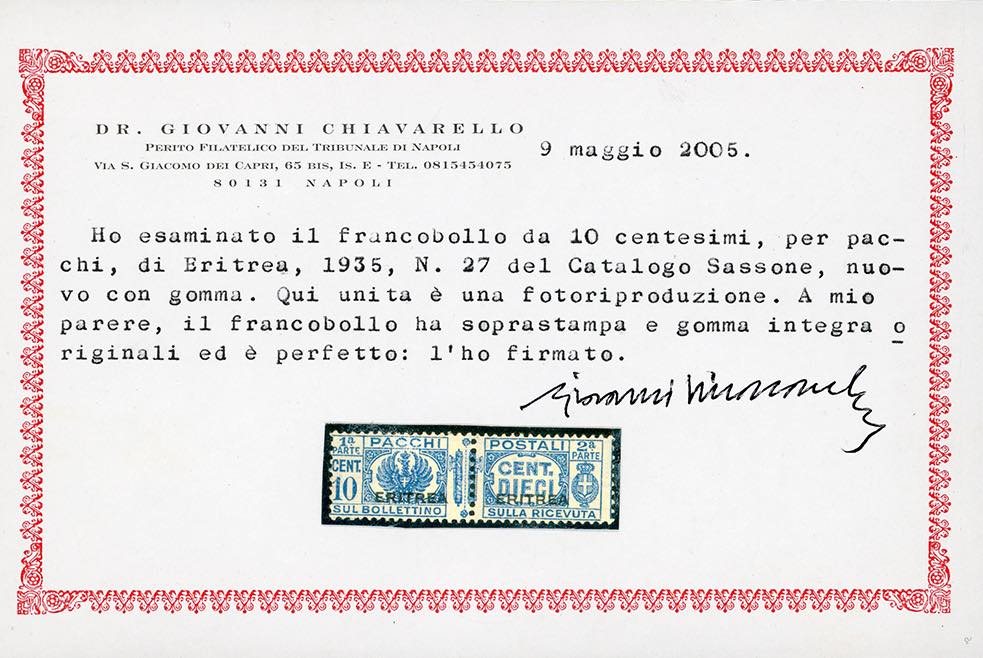 DR. GIOVANNI CHIAVARELLO
PERITO FILATELICO DEL TRIBUNALE DI NAPOLI
VIA S. GIACOMO DEI CAPRI, 65 BIS, IS. E - TEL. 0815454075
80131 NAPOLI
9 maggio 2005.
Ho esaminato il francobollo da 10 centesimi, per pac-
chi, di Eritrea, 1935, N. 27 del Catalogo Sassone, nuo-
vo con gomma. Qui unita è una fotoriproduzione. A mio
parere, il francobollo ha soprastampa e gomma integra o
riginali ed è perfetto: l'ho firmato.
1ª PARTE PACCHI POSTALI 2ª PARTE
CENT. 10 CENT. DIECI
ERITREA ERITREA
SUL BOLLETTINO SULLA RICEVUTA